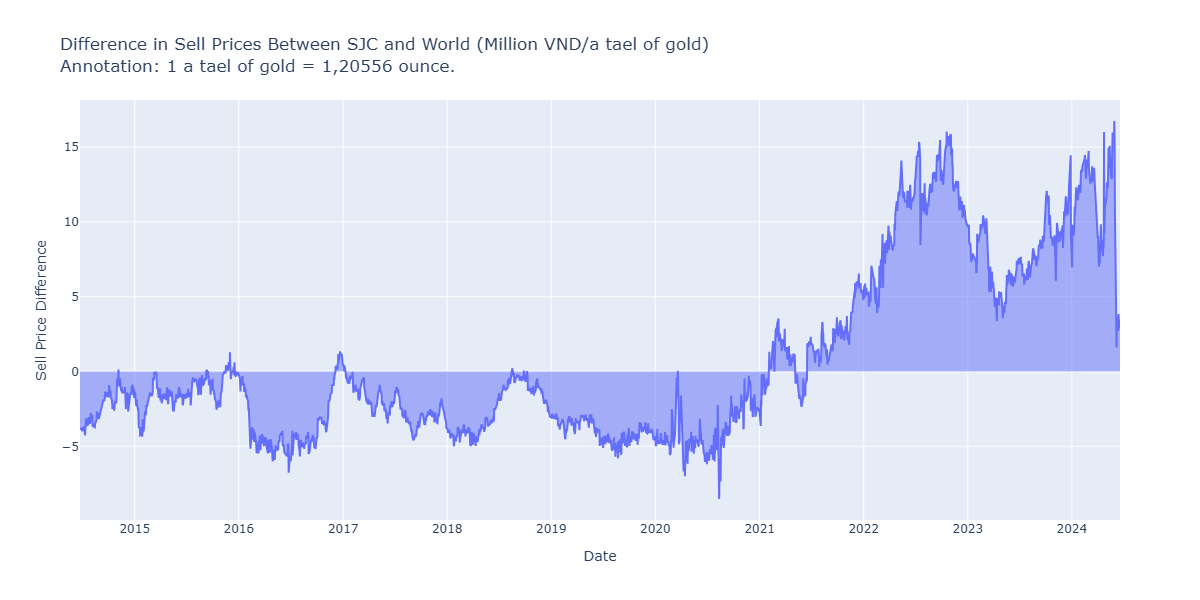 Difference in Sell Prices Between SJC and World (Million VND/a tael of gold)
Annotation: 1 a tael of gold = 1,20556 ounce.
15
10
5
0
−5
Sell Price Difference
2015 2016 2017 2018 2019 2020 2021 2022 2023 2024
Date